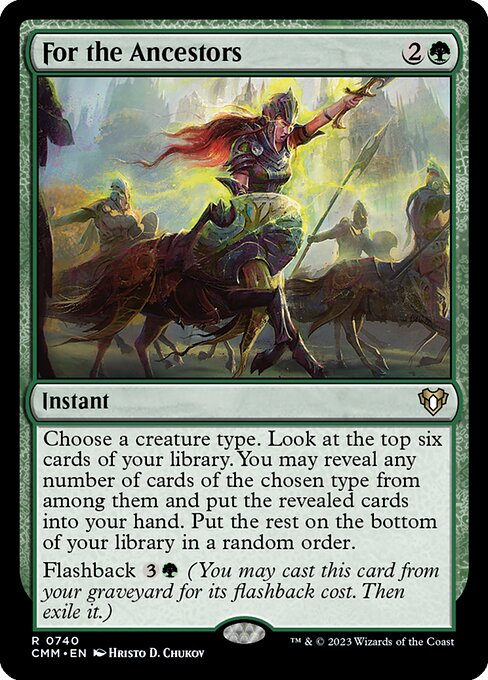 For the Ancestors 2
Instant
Choose a creature type. Look at the top six
cards of your library. You may reveal any
number of cards of the chosen type from
among them and put the revealed cards
into your hand. Put the rest on the bottom
of your library in a random order.
Flashback 3 (You may cast this card from
your graveyard for its flashback cost. Then
exile it.)
R 0740
™ & © 2023 Wizards of the Coast
CMM • EN Hristo D. Chukov